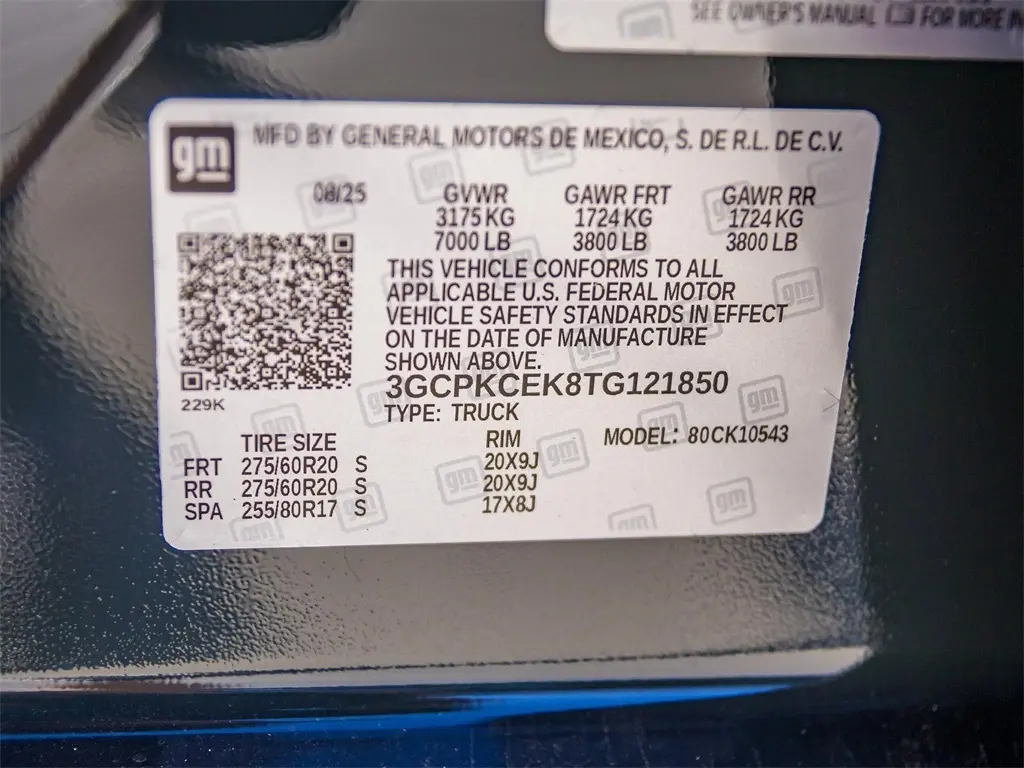 SEE OWNER'S MANUAL FOR MORE
gm MFD BY GENERAL MOTORS DE MEXICO, S. DE R.L. DE C.V.
08/25 GVWR GAWR FRT GAWR RR
3175 KG 1724 KG 1724 KG
7000 LB 3800 LB 3800 LB
THIS VEHICLE CONFORMS TO ALL
APPLICABLE U.S. FEDERAL MOTOR
VEHICLE SAFETY STANDARDS IN EFFECT
ON THE DATE OF MANUFACTURE
SHOWN ABOVE.
3GCPKCEK8TG121850
229K
TYPE: TRUCK
TIRE SIZE RIM MODEL: 80CK10543
FRT 275/60R20 S 20X9J
RR 275/60R20 S 20X9J
SPA 255/80R17 S 17X8J